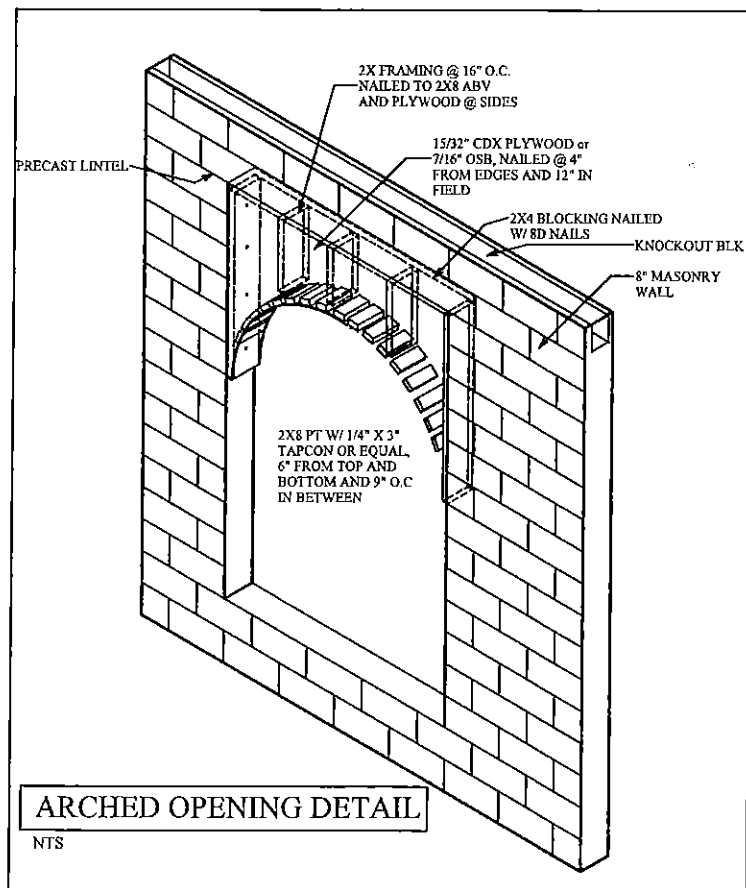 2X FRAMING @ 16" O.C.
NAILED TO 2X8 ABV
AND PLYWOOD @ SIDES
15/32" CDX PLYWOOD or
7/16" OSB, NAILED @ 4"
FROM EDGES AND 12" IN
FIELD
PRECAST LINTEL
2X4 BLOCKING NAILED
W/ 8D NAILS
KNOCKOUT BLK
8" MASONRY
WALL
2X8 PT W/ 1/4" X 3"
TAPCON OR EQUAL,
6" FROM TOP AND
BOTTOM AND 9" O.C
IN BETWEEN
ARCHED OPENING DETAIL
NTS